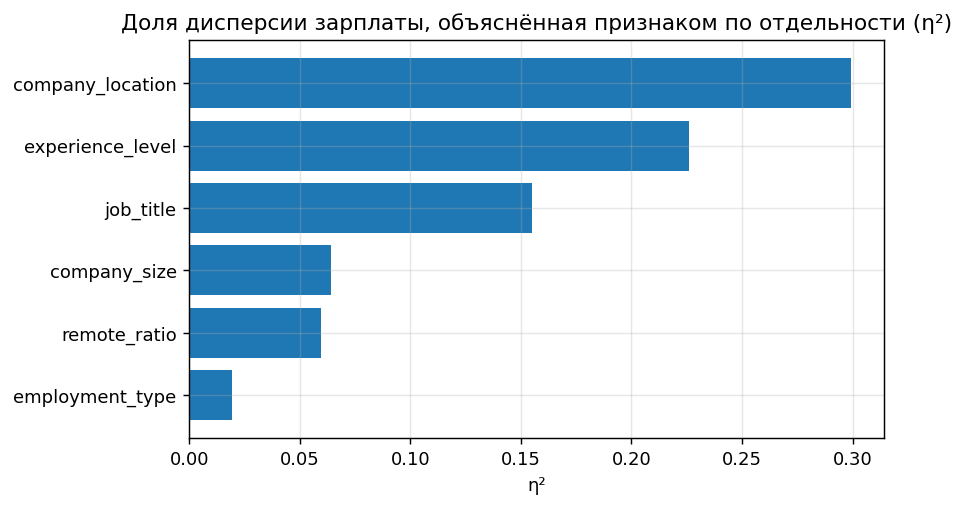 Доля дисперсии зарплаты, объяснённая признаком по отдельности (η²)
company_location
experience_level
job_title
company_size
remote_ratio
employment_type
0.00 0.05 0.10 0.15 0.20 0.25 0.30
η²